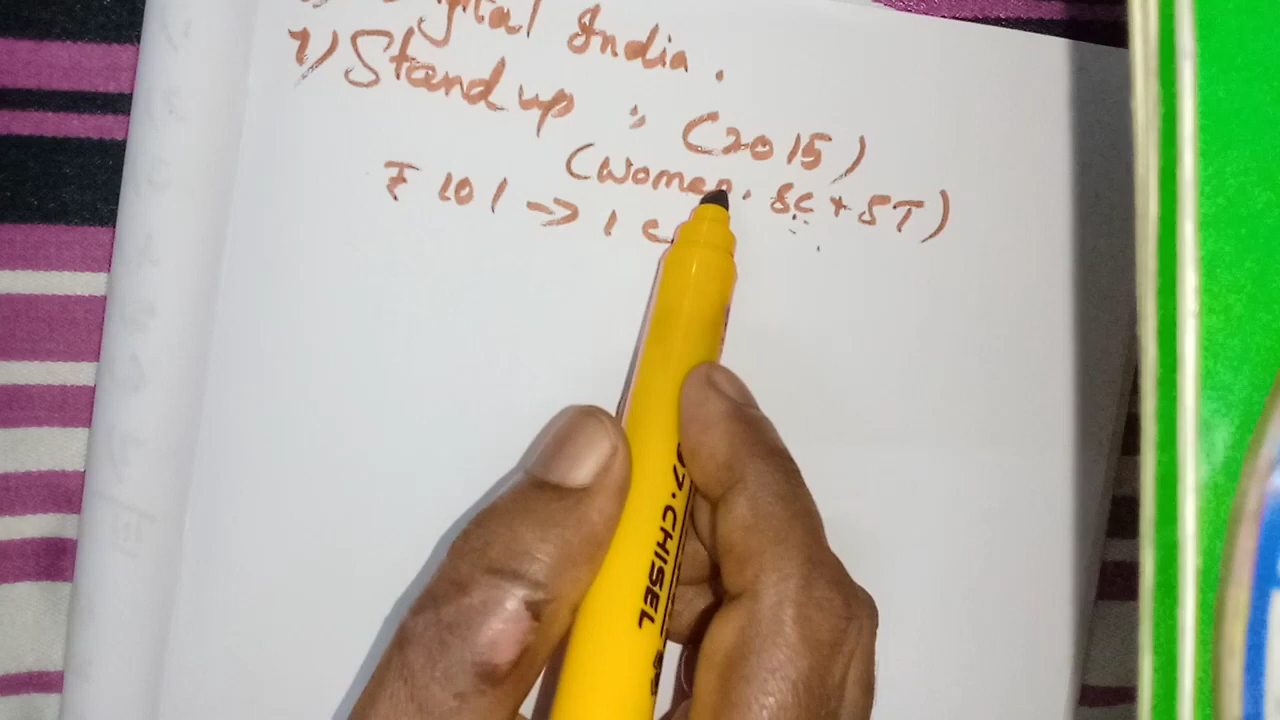 Digital India.
7) Stand up : (2015)
(Women, SC + ST)
₹ 10 l → 1 c
CHISEL